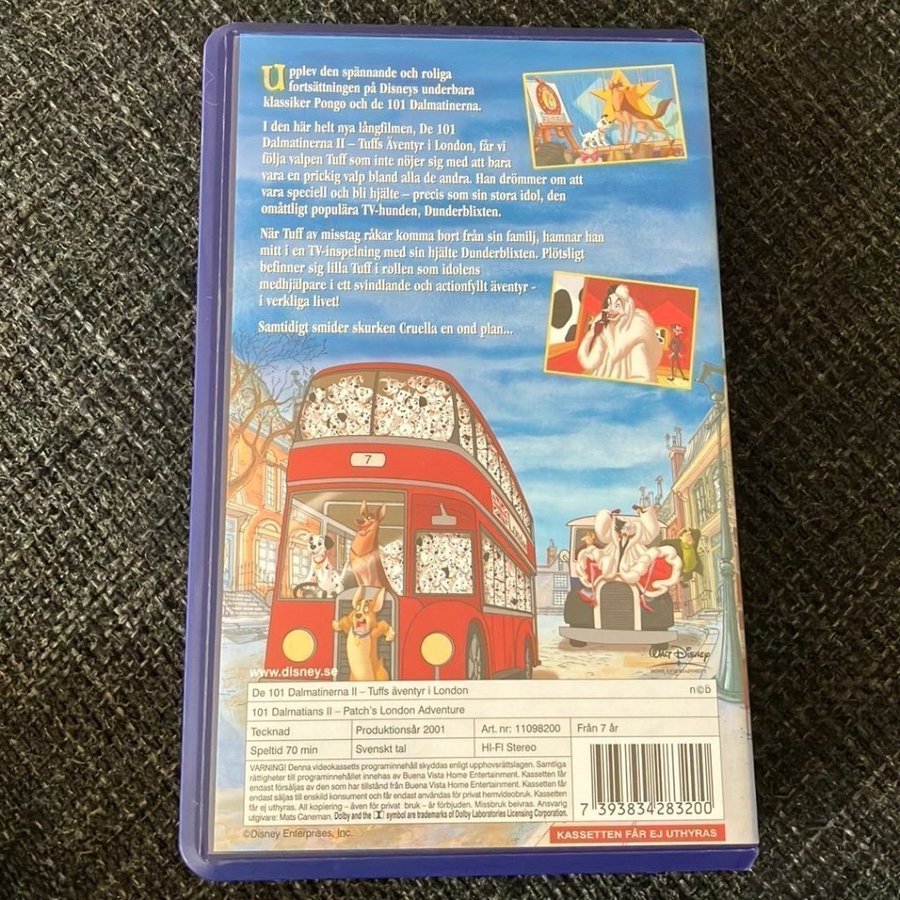 Upplev den spännande och roliga
fortsättningen på Disneys underbara
klassiker Pongo och de 101 Dalmatinerna.
I den här helt nya långfilmen, De 101
Dalmatinerna II – Tuffs Äventyr i London, får vi
följa valpen Tuff som inte nöjer sig med att bara
vara en prickig valp bland alla de andra. Han drömmer om att
vara speciell och bli hjälte – precis som sin stora idol, den
omåttligt populära TV-hunden, Dunderblixten.
När Tuff av misstag råkar komma bort från sin familj, hamnar han
mitt i en TV-inspelning med sin hjälte Dunderblixten. Plötsligt
befinner sig lilla Tuff i rollen som idolens
medhjälpare i ett svindlande och actionfyllt äventyr -
i verkliga livet!
Samtidigt smider skurken Cruella en ond plan...
7
WALT DISNEY
HOME ENTERTAINMENT
www.disney.se
De 101 Dalmatinerna II – Tuffs äventyr i London
n©b
101 Dalmatians II – Patch's London Adventure
Tecknad Produktionsår 2001 Art. nr: 11098200 Från 7 år
Speltid 70 min Svenskt tal HI-FI Stereo
VARNING! Denna videokassetts programinnehåll skyddas enligt upphovsrättslagen. Samtliga
rättigheter till programinnehållet innehas av Buena Vista Home Entertainment. Kassetten får
endast försäljas av den som har tillstånd från Buena Vista Home Entertainment. Kassetten får
endast säljas till enskild konsument och får endast användas för privat hemvideobruk. Kassetten
får ej uthyras. All kopiering – även för privat bruk – är förbjuden. Missbruk beivras. Ansvarig
utgivare: Mats Caneman. Dolby and the symbol are trademarks of Dolby Laboratories Licensing Corporation.
7 393834 283200
©Disney Enterprises, Inc.
KASSETTEN FÅR EJ UTHYRAS